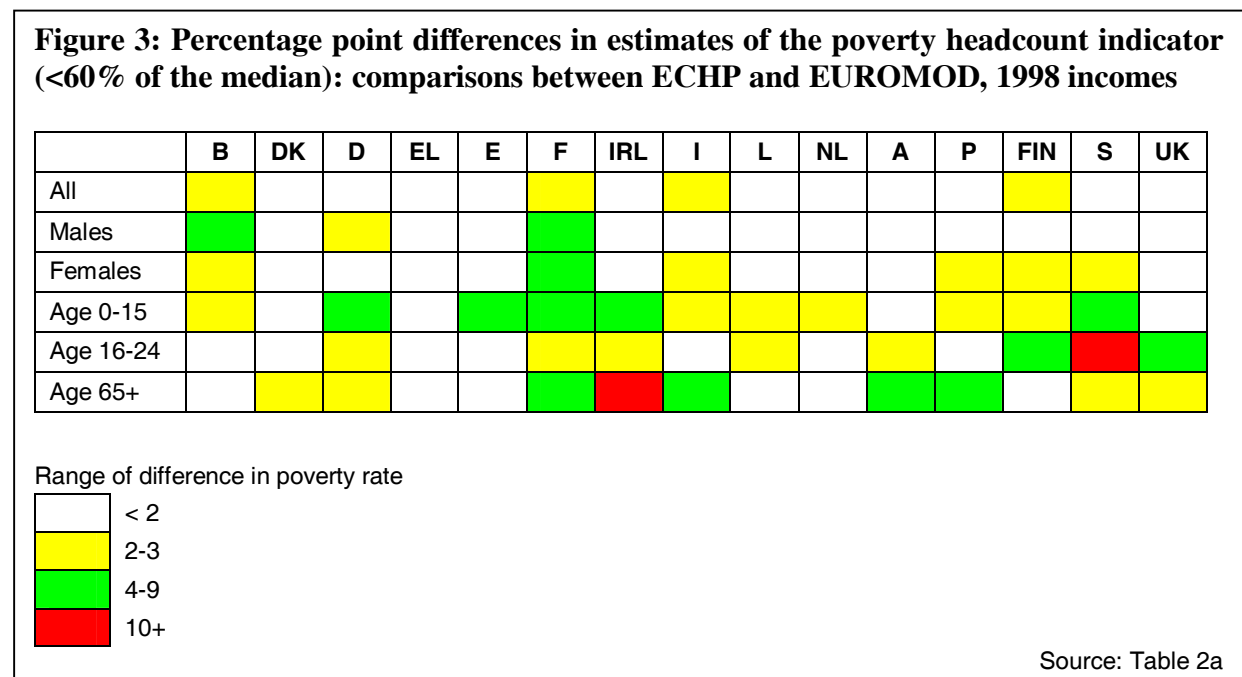 Figure 3: Percentage point differences in estimates of the poverty headcount indicator
(<60% of the median): comparisons between ECHP and EUROMOD, 1998 incomes
B DK D EL E F IRL I L NL A P FIN S UK
All
Males
Females
Age 0-15
Age 16-24
Age 65+
Range of difference in poverty rate
< 2
2-3
4-9
10+
Source: Table 2a